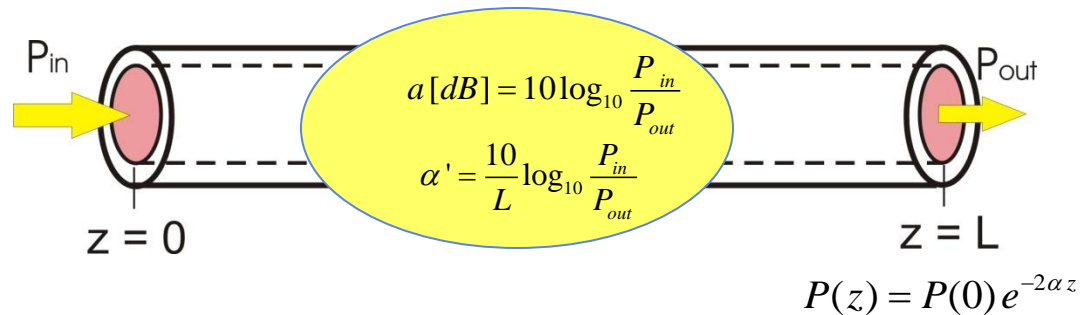 P_in
P_out
a [dB] = 10 log_10 P_in / P_out
α' = 10 / L log_10 P_in / P_out
z = 0
z = L
P(z) = P(0) e^{-2αz}